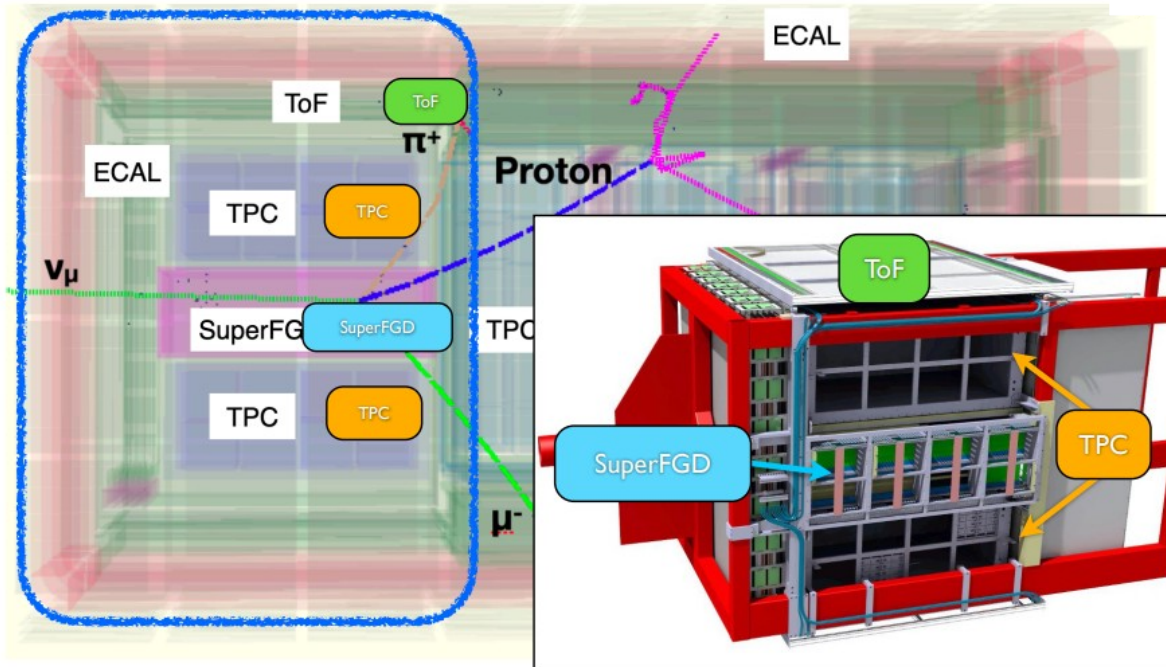 ECAL
ToF
ToF
π⁺
ECAL
Proton
TPC
TPC
νμ
SuperFG
SuperFGD
TPC
TPC
TPC
μ⁻
ToF
SuperFGD
TPC